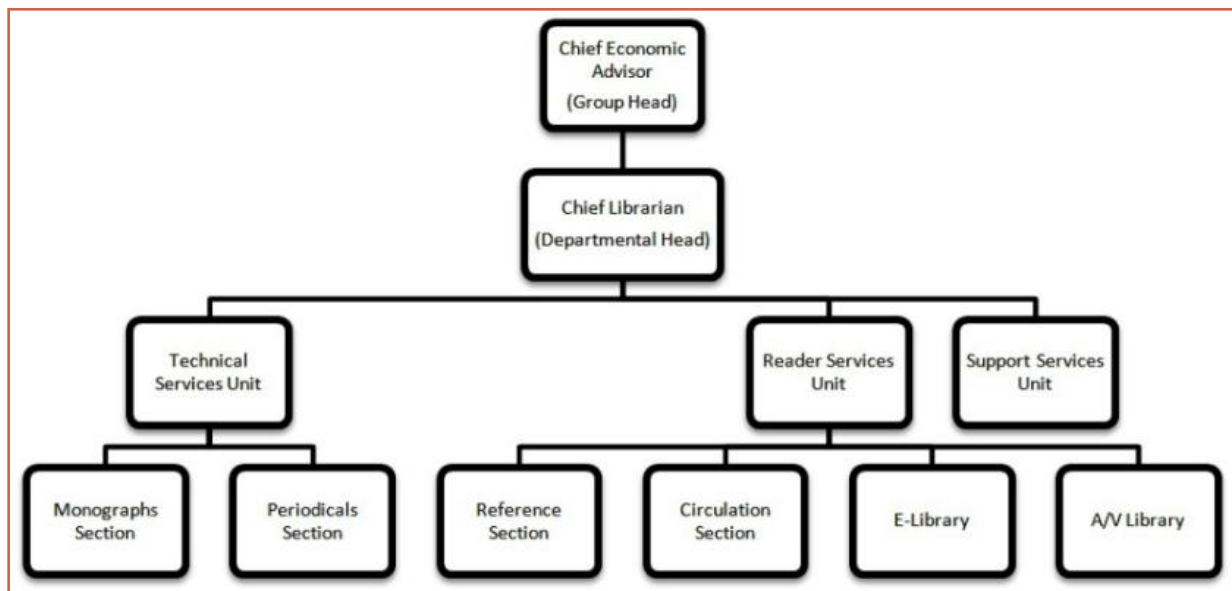 Chief Economic
Advisor
(Group Head)
Chief Librarian
(Departmental Head)
Technical
Services Unit
Reader Services
Unit
Support Services
Unit
Monographs
Section
Periodicals
Section
Reference
Section
Circulation
Section
E-Library
A/V Library